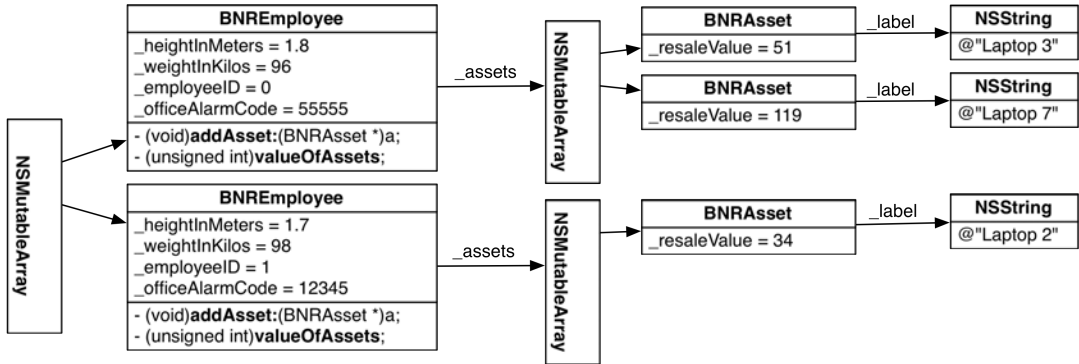 NSMutableArray
BNREmployee
_heightInMeters = 1.8
_weightInKilos = 96
_employeeID = 0
_officeAlarmCode = 55555
- (void)addAsset:(BNRAsset *)a;
- (unsigned int)valueOfAssets;
_assets
NSMutableArray
BNRAsset
_resaleValue = 51
_label
NSString
@"Laptop 3"
BNRAsset
_resaleValue = 119
_label
NSString
@"Laptop 7"
BNREmployee
_heightInMeters = 1.7
_weightInKilos = 98
_employeeID = 1
_officeAlarmCode = 12345
- (void)addAsset:(BNRAsset *)a;
- (unsigned int)valueOfAssets;
_assets
NSMutableArray
BNRAsset
_resaleValue = 34
_label
NSString
@"Laptop 2"